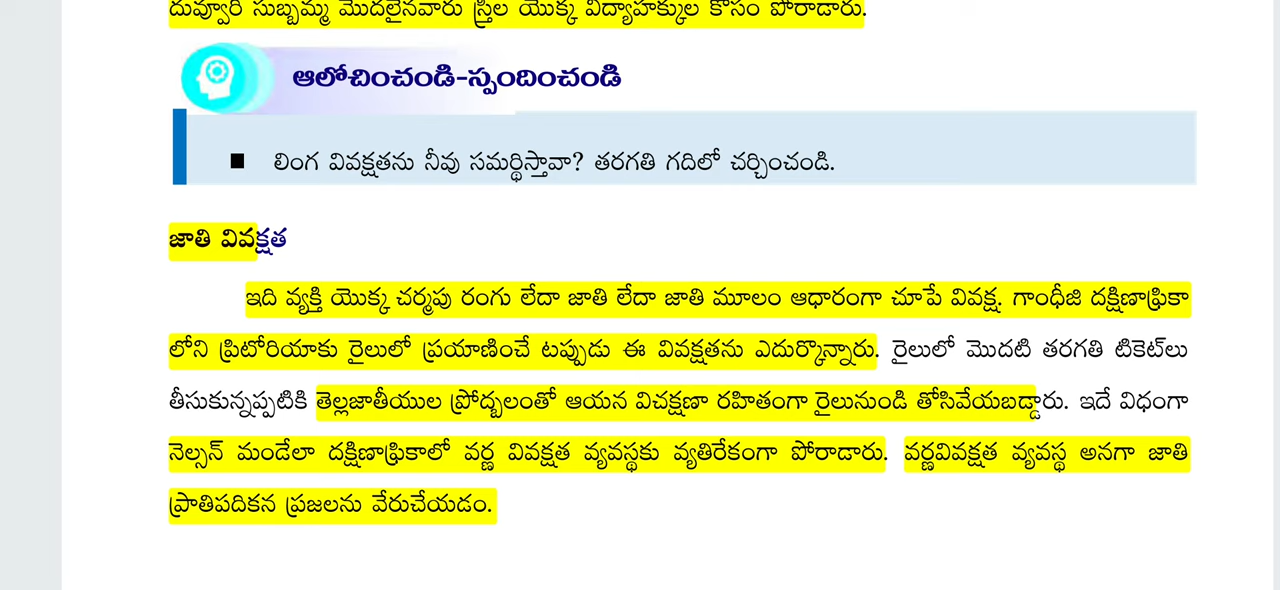 దువ్వూరి సుబ్బమ్మ మొదలైనవారు స్త్రీల యొక్క విద్యాహక్కుల కోసం పోరాడారు.
ఆలోచించండి-స్పందించండి
■ లింగ వివక్షతను నీవు సమర్థిస్తావా? తరగతి గదిలో చర్చించండి.
జాతి వివక్షత
ఇది వ్యక్తి యొక్క చర్మపు రంగు లేదా జాతి లేదా జాతి మూలం ఆధారంగా చూపే వివక్ష. గాంధీజి దక్షిణాఫ్రికా
లోని ప్రిటోరియాకు రైలులో ప్రయాణించే టప్పుడు ఈ వివక్షతను ఎదుర్కొన్నారు. రైలులో మొదటి తరగతి టికెట్‌లు
తీసుకున్నప్పటికి తెల్లజాతీయుల ప్రోద్బలంతో ఆయన విచక్షణా రహితంగా రైలునుండి తోసివేయబడ్డారు. ఇదే విధంగా
నెల్సన్ మండేలా దక్షిణాఫ్రికాలో వర్ణ వివక్షత వ్యవస్థకు వ్యతిరేకంగా పోరాడారు. వర్ణవివక్షత వ్యవస్థ అనగా జాతి
ప్రాతిపదికన ప్రజలను వేరుచేయడం.